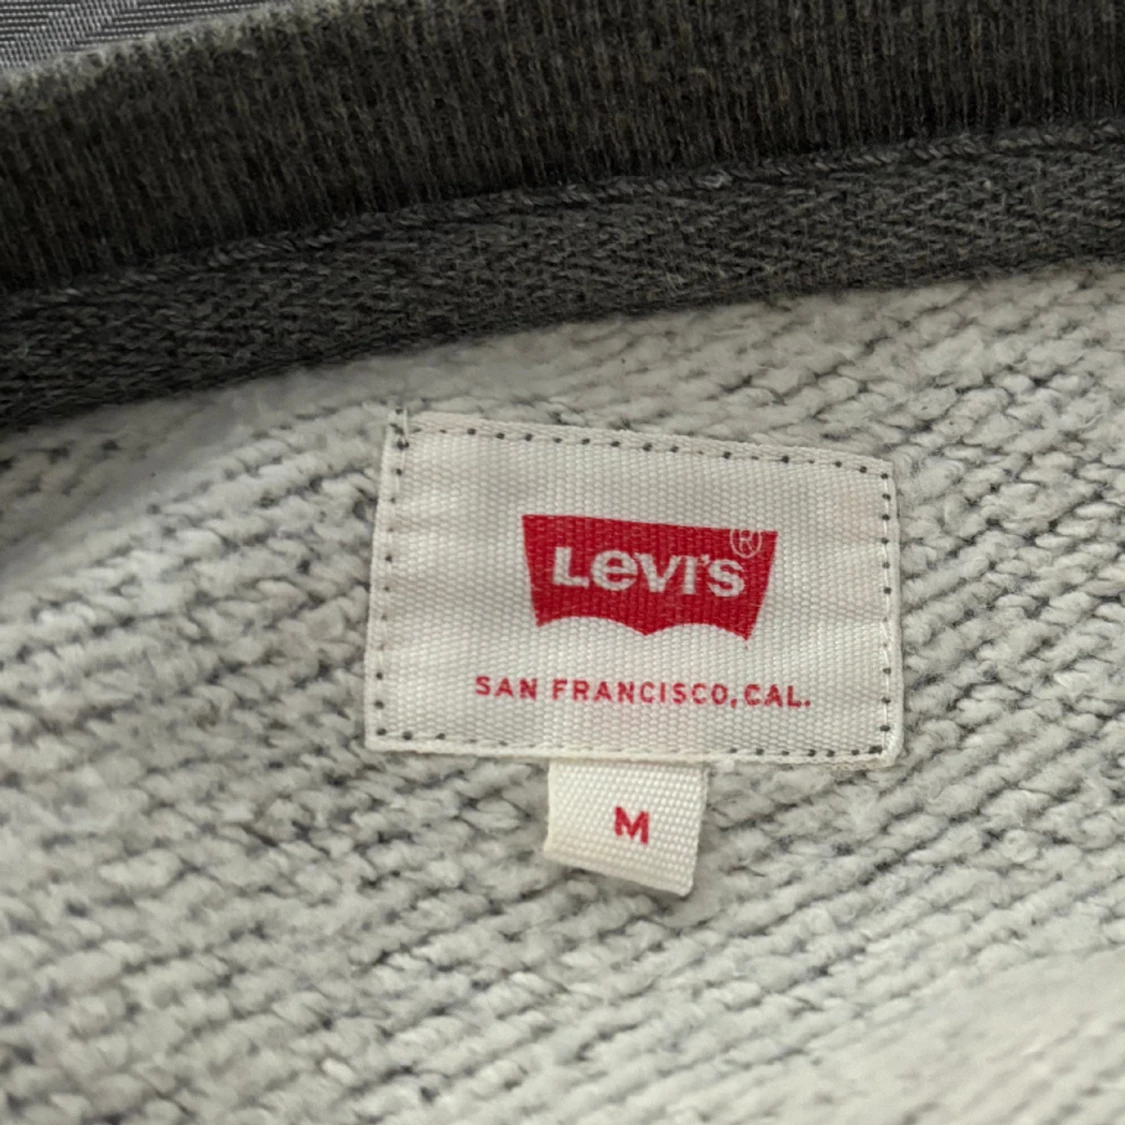 Levi's®
SAN FRANCISCO, CAL.
M